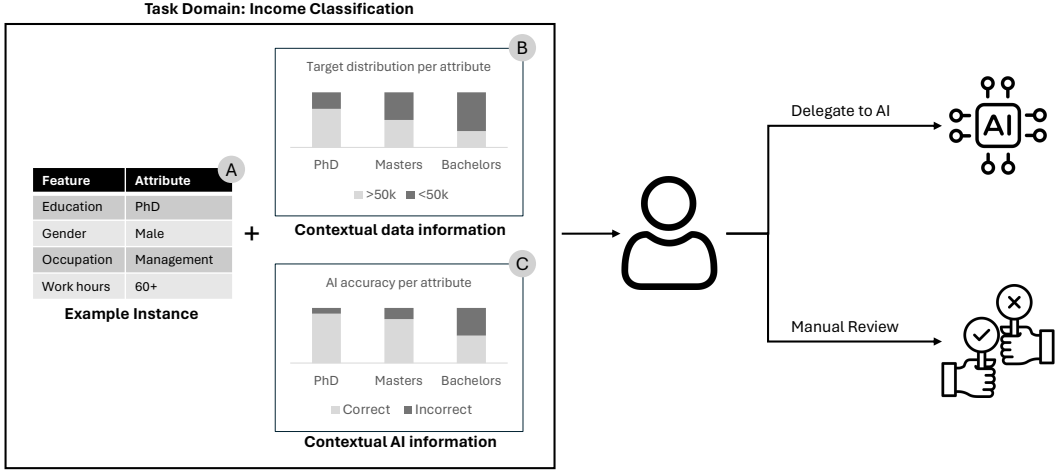 Task Domain: Income Classification
A
Feature Attribute
Education PhD
Gender Male
Occupation Management
Work hours 60+
Example Instance
+
B
Target distribution per attribute
PhD Masters Bachelors
>50k <50k
Contextual data information
C
AI accuracy per attribute
PhD Masters Bachelors
Correct Incorrect
Contextual AI information
Delegate to AI
AI
Manual Review